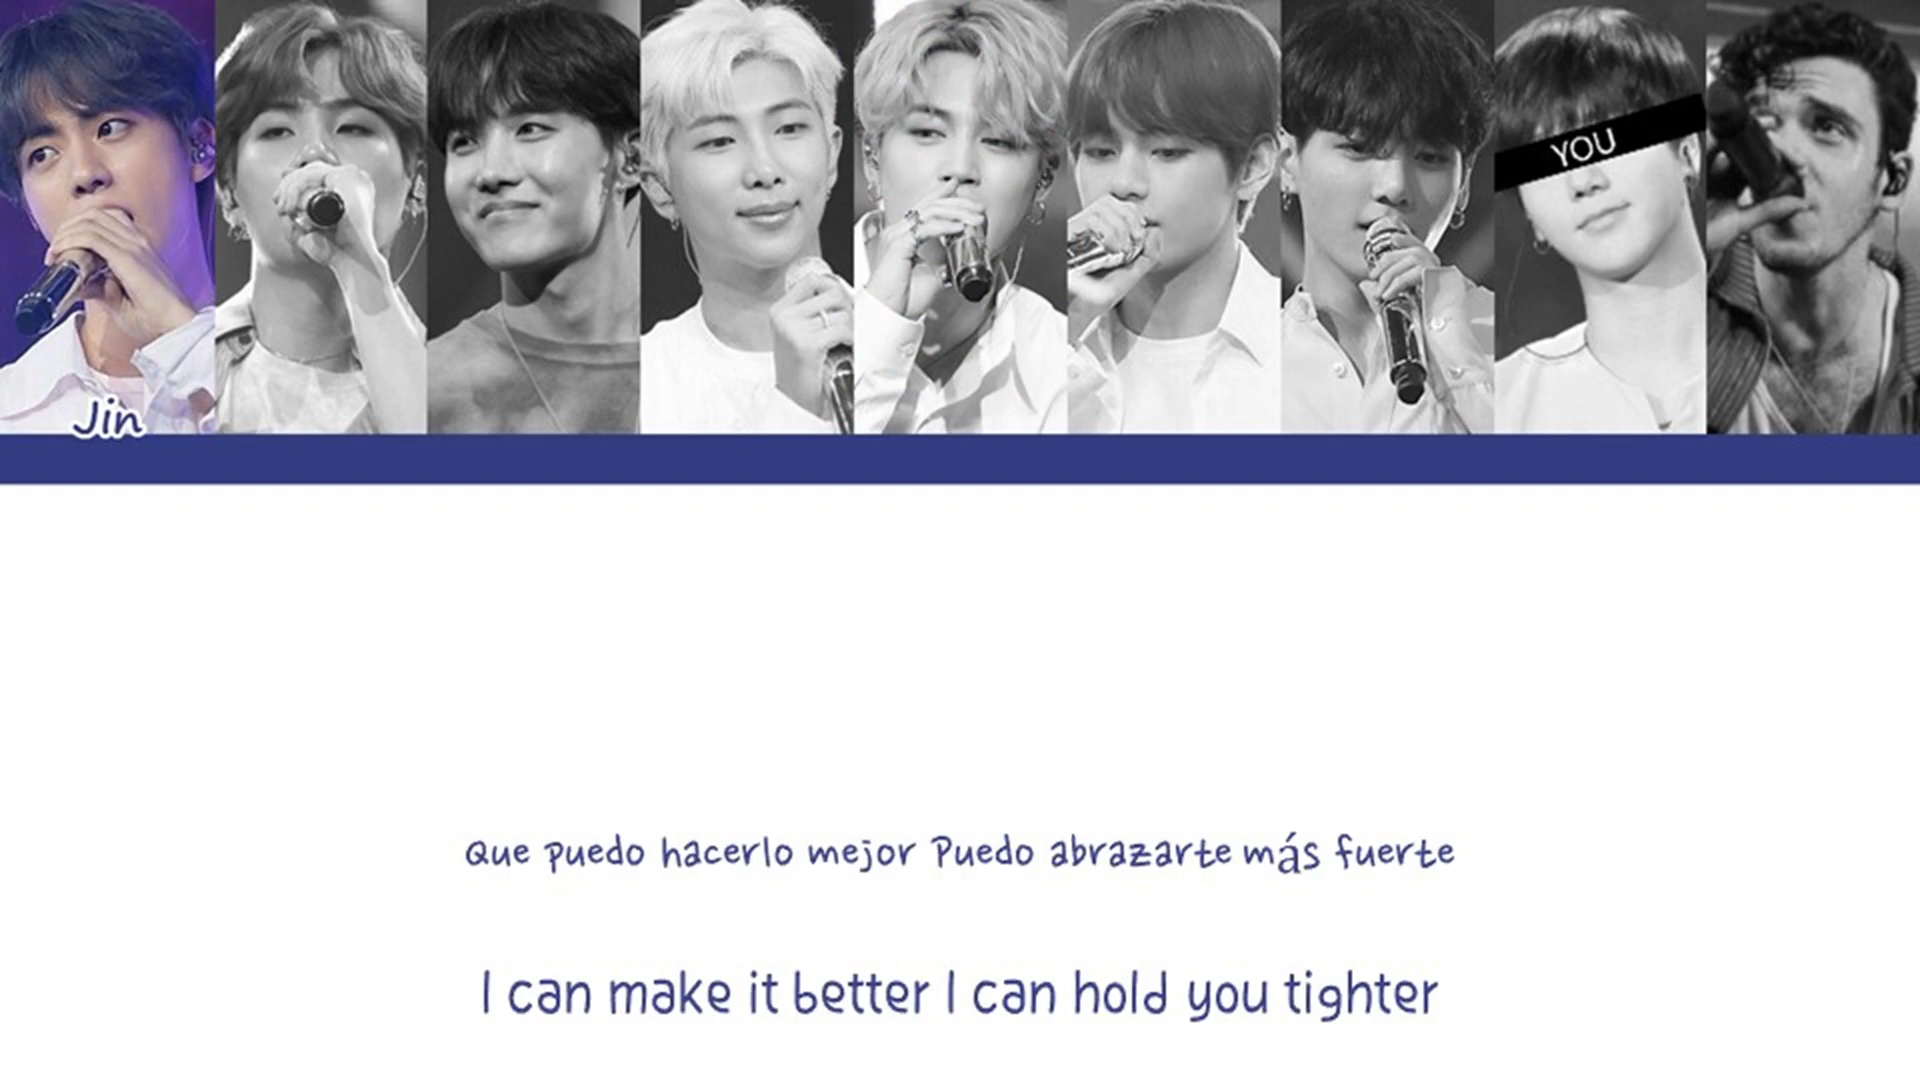 YOU
Jin
Que puedo hacerlo mejor Puedo abrazarte más fuerte
I can make it better I can hold you tighter